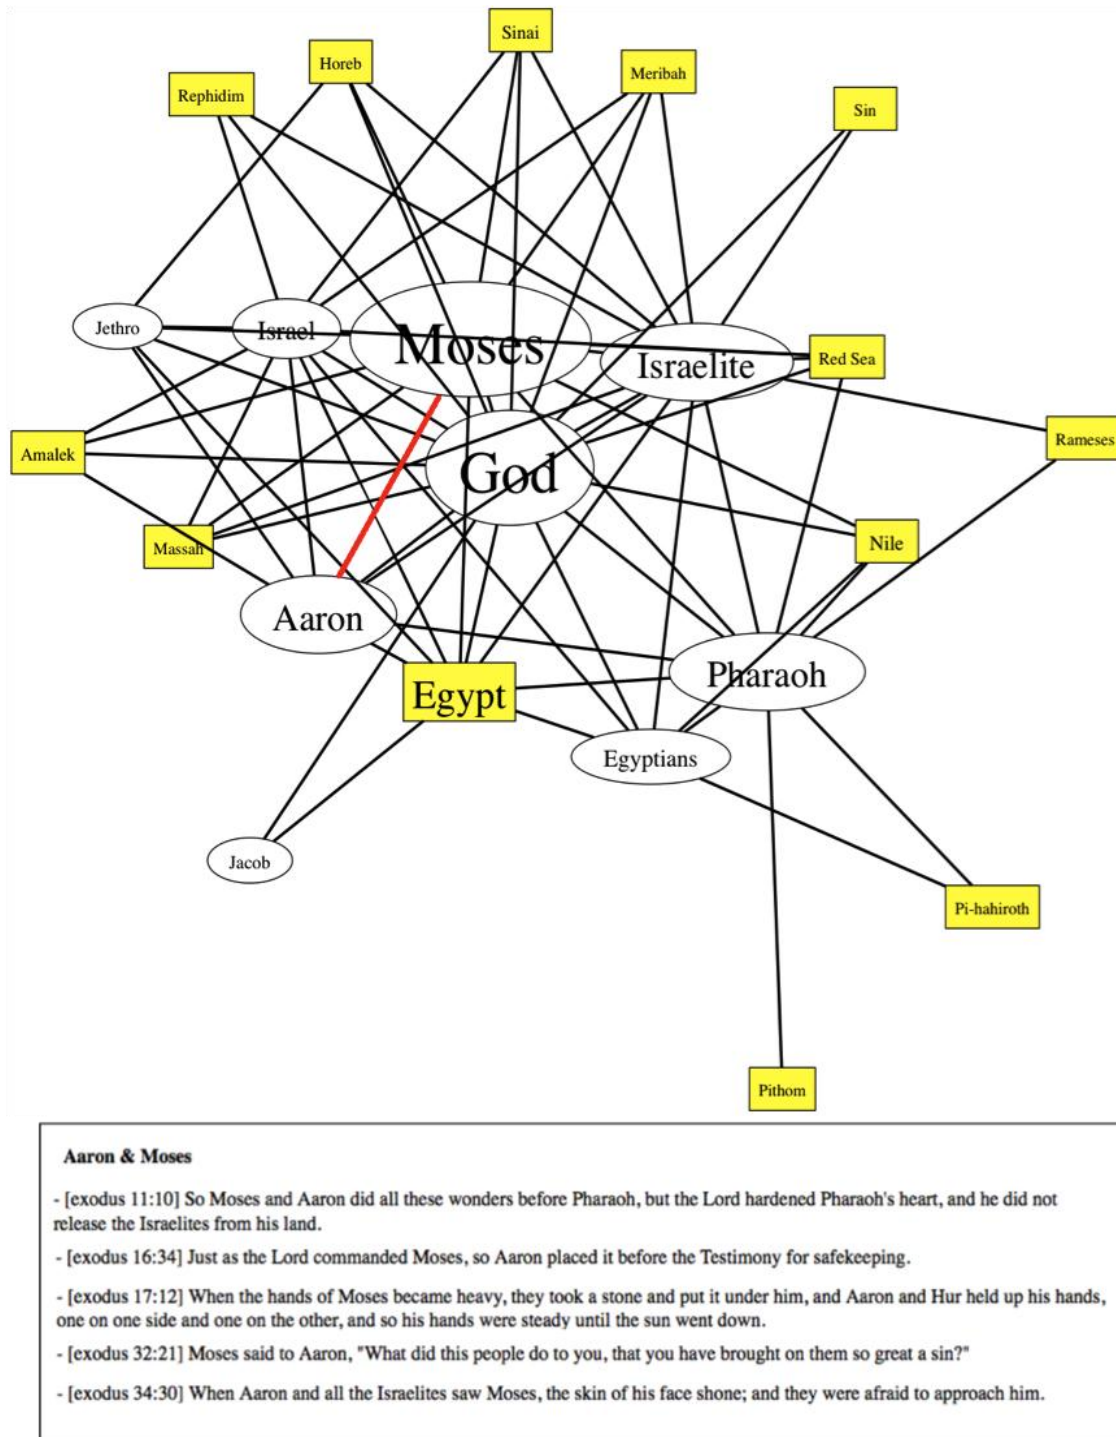 Sinai
Horeb
Meribah
Rephidim
Sin
Jethro
Israel
Moses
Israelite
Red Sea
Amalek
God
Rameses
Massah
Nile
Aaron
Egypt
Pharaoh
Egyptians
Jacob
Pi-hahiroth
Pithom
Aaron & Moses
- [exodus 11:10] So Moses and Aaron did all these wonders before Pharaoh, but the Lord hardened Pharaoh's heart, and he did not
release the Israelites from his land.
- [exodus 16:34] Just as the Lord commanded Moses, so Aaron placed it before the Testimony for safekeeping.
- [exodus 17:12] When the hands of Moses became heavy, they took a stone and put it under him, and Aaron and Hur held up his hands,
one on one side and one on the other, and so his hands were steady until the sun went down.
- [exodus 32:21] Moses said to Aaron, "What did this people do to you, that you have brought on them so great a sin?"
- [exodus 34:30] When Aaron and all the Israelites saw Moses, the skin of his face shone; and they were afraid to approach him.